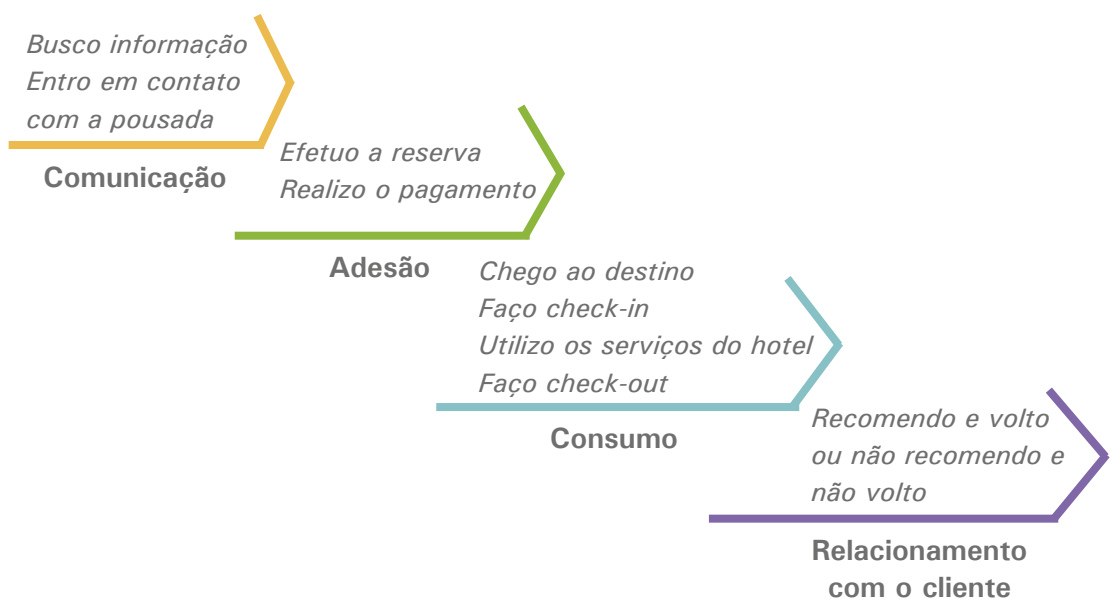 Busco informação
Entro em contato
com a pousada
Comunicação
Efetuo a reserva
Realizo o pagamento
Adesão
Chego ao destino
Faço check-in
Utilizo os serviços do hotel
Faço check-out
Consumo
Recomendo e volto
ou não recomendo e
não volto
Relacionamento
com o cliente